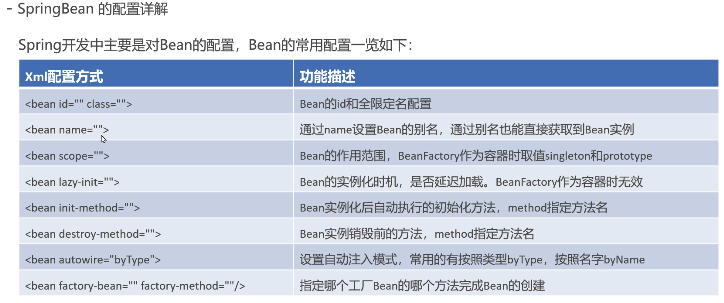 - SpringBean 的配置详解
Spring开发中主要是对Bean的配置，Bean的常用配置一览如下：
Xml配置方式 功能描述
<bean id="" class=""> Bean的id和全限定名配置
<bean name=""> 通过name设置Bean的别名，通过别名也能直接获取到Bean实例
<bean scope=""> Bean的作用范围，BeanFactory作为容器时取值singleton和prototype
<bean lazy-init=""> Bean的实例化时机，是否延迟加载。BeanFactory作为容器时无效
<bean init-method=""> Bean实例化后自动执行的初始化方法，method指定方法名
<bean destroy-method=""> Bean实例销毁前的方法，method指定方法名
<bean autowire="byType"> 设置自动注入模式，常用的有按照类型byType，按照名字byName
<bean factory-bean="" factory-method=""/> 指定哪个工厂Bean的哪个方法完成Bean的创建